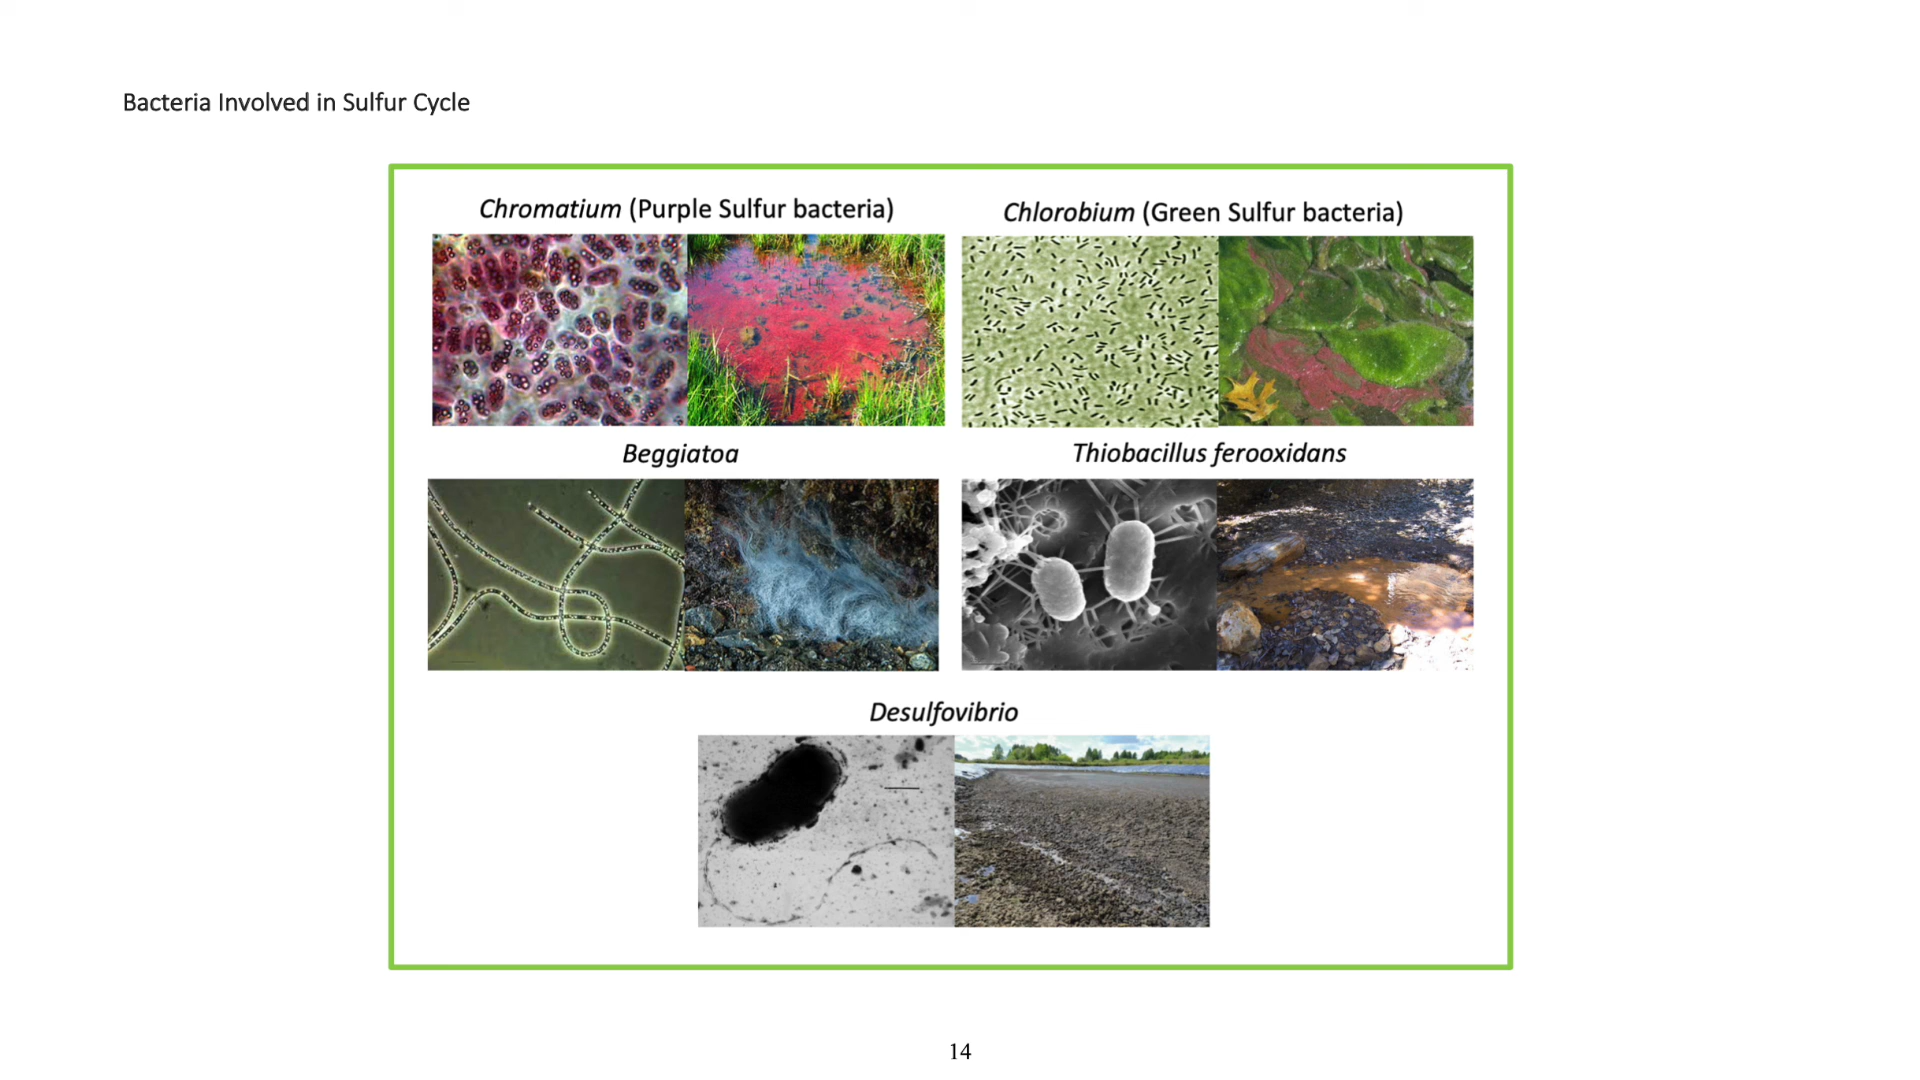 Bacteria Involved in Sulfur Cycle
Chromatium (Purple Sulfur bacteria)
Chlorobium (Green Sulfur bacteria)
Beggiatoa
Thiobacillus ferooxidans
Desulfovibrio
14